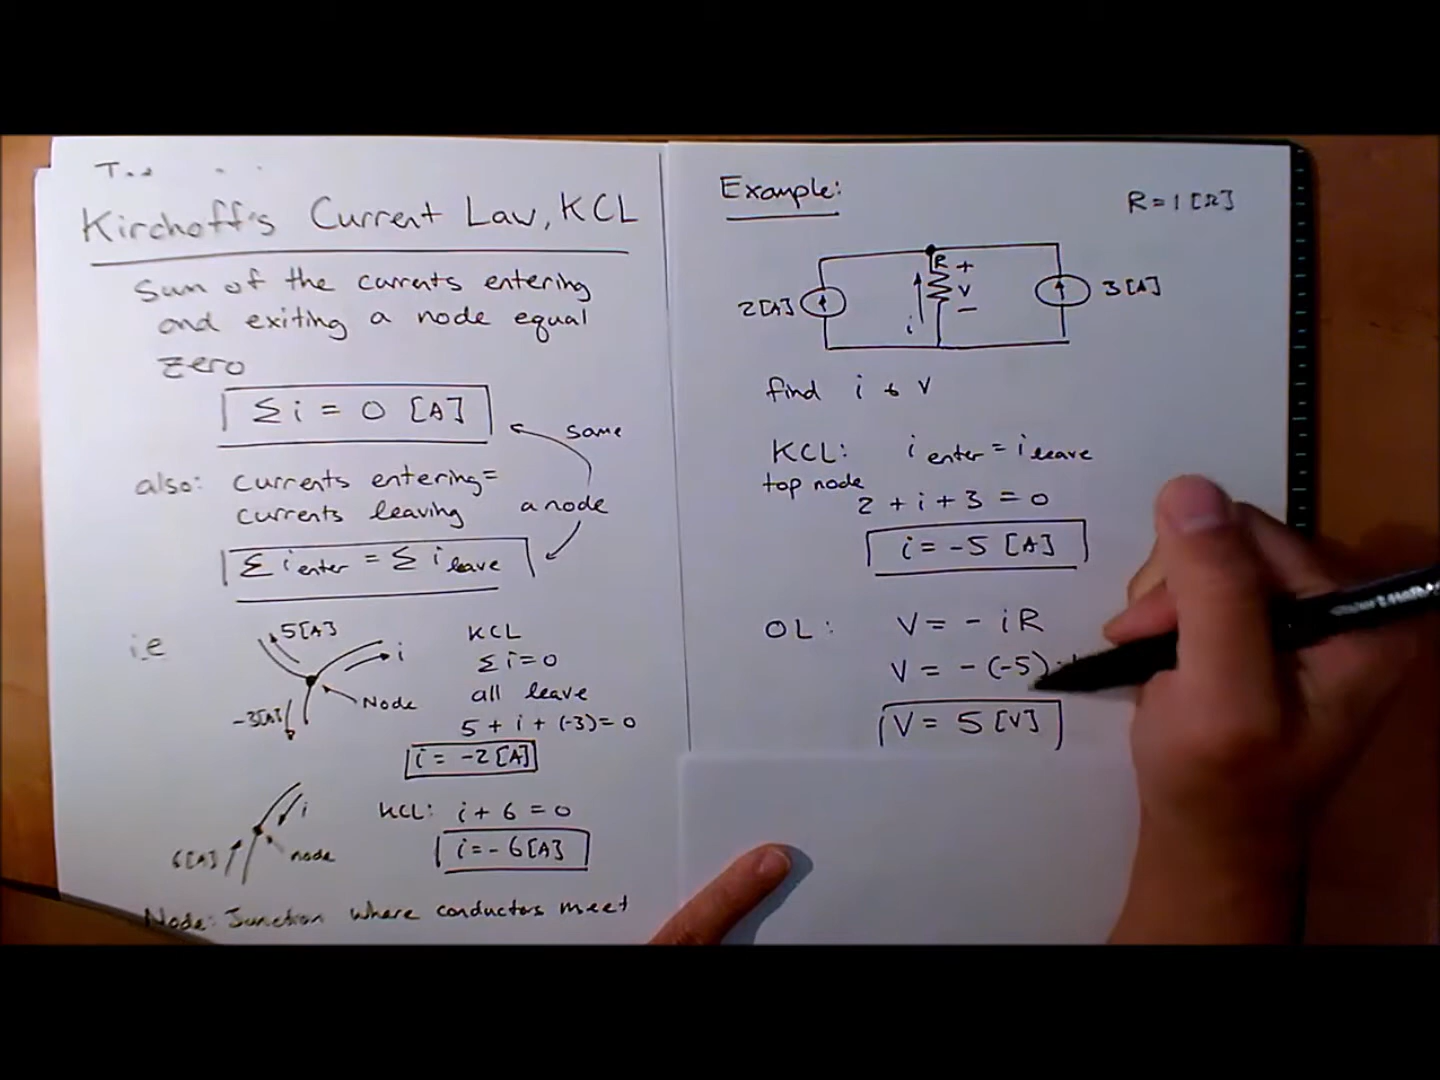 Kirchoff's Current Law, KCL
Sum of the currents entering
and exiting a node equal
zero
Σi = 0 [A]
same
also: currents entering=
currents leaving
a node
Σi enter = Σi leave
i.e
5[A]
i
-3[A]
Node
KCL
Σi=0
all leave
5 + i + (-3)= 0
i = -2[A]
i
6[A]
node
KCL: i + 6 = 0
i=-6[A]
Node: Junction where conductors meet
Example:
R=1[Ω]
2[A]
i
R
+
V
-
3[A]
find i & V
KCL: i enter = i leave
top node
2 + i + 3 = 0
i = -5 [A]
OL: V = - iR
V = -(-5)
V = 5 [V]